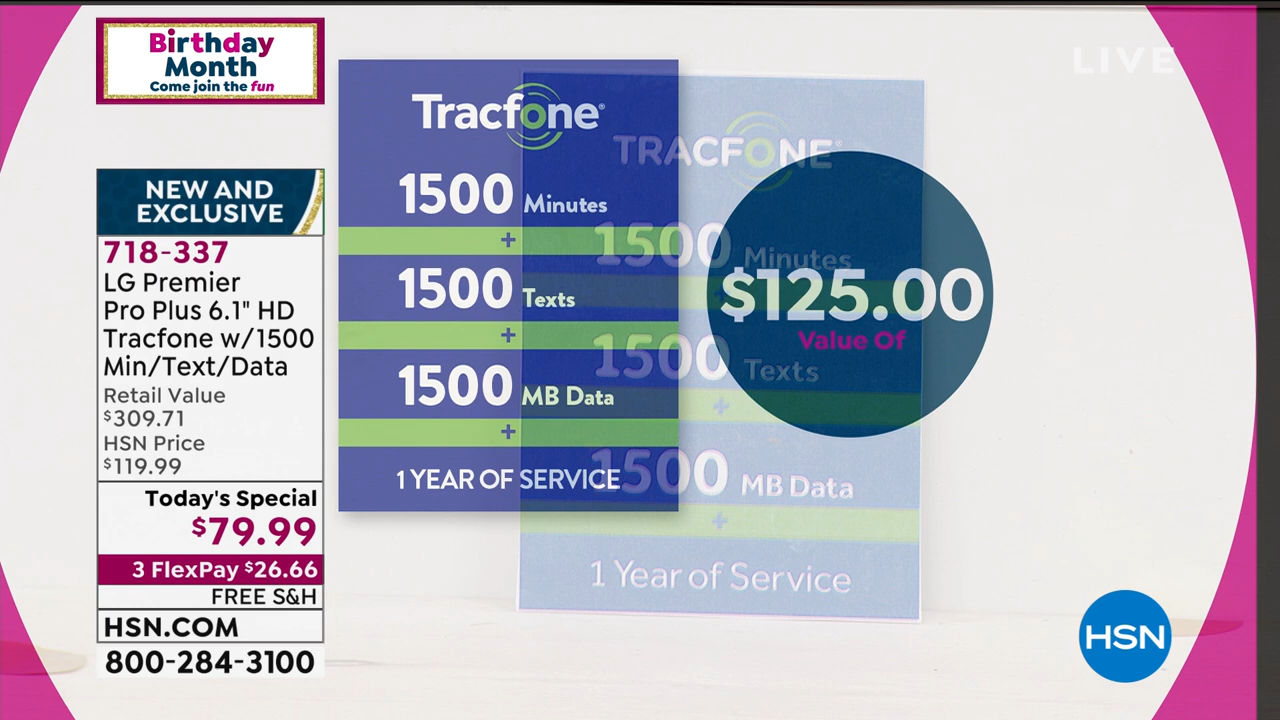 Birthday
Month
Come join the fun
LIVE
NEW AND
EXCLUSIVE
718-337
LG Premier
Pro Plus 6.1" HD
Tracfone w/1500
Min/Text/Data
Retail Value
$309.71
HSN Price
$119.99
Today's Special
$79.99
3 FlexPay $26.66
FREE S&H
HSN.COM
800-284-3100
Tracfone®
1500 Minutes
+
1500 Texts
+
1500 MB Data
+
1 YEAR OF SERVICE
TRACFONE®
1500 Minutes
+
1500 Texts
+
1500 MB Data
+
1 Year of Service
$125.00
Value Of
HSN